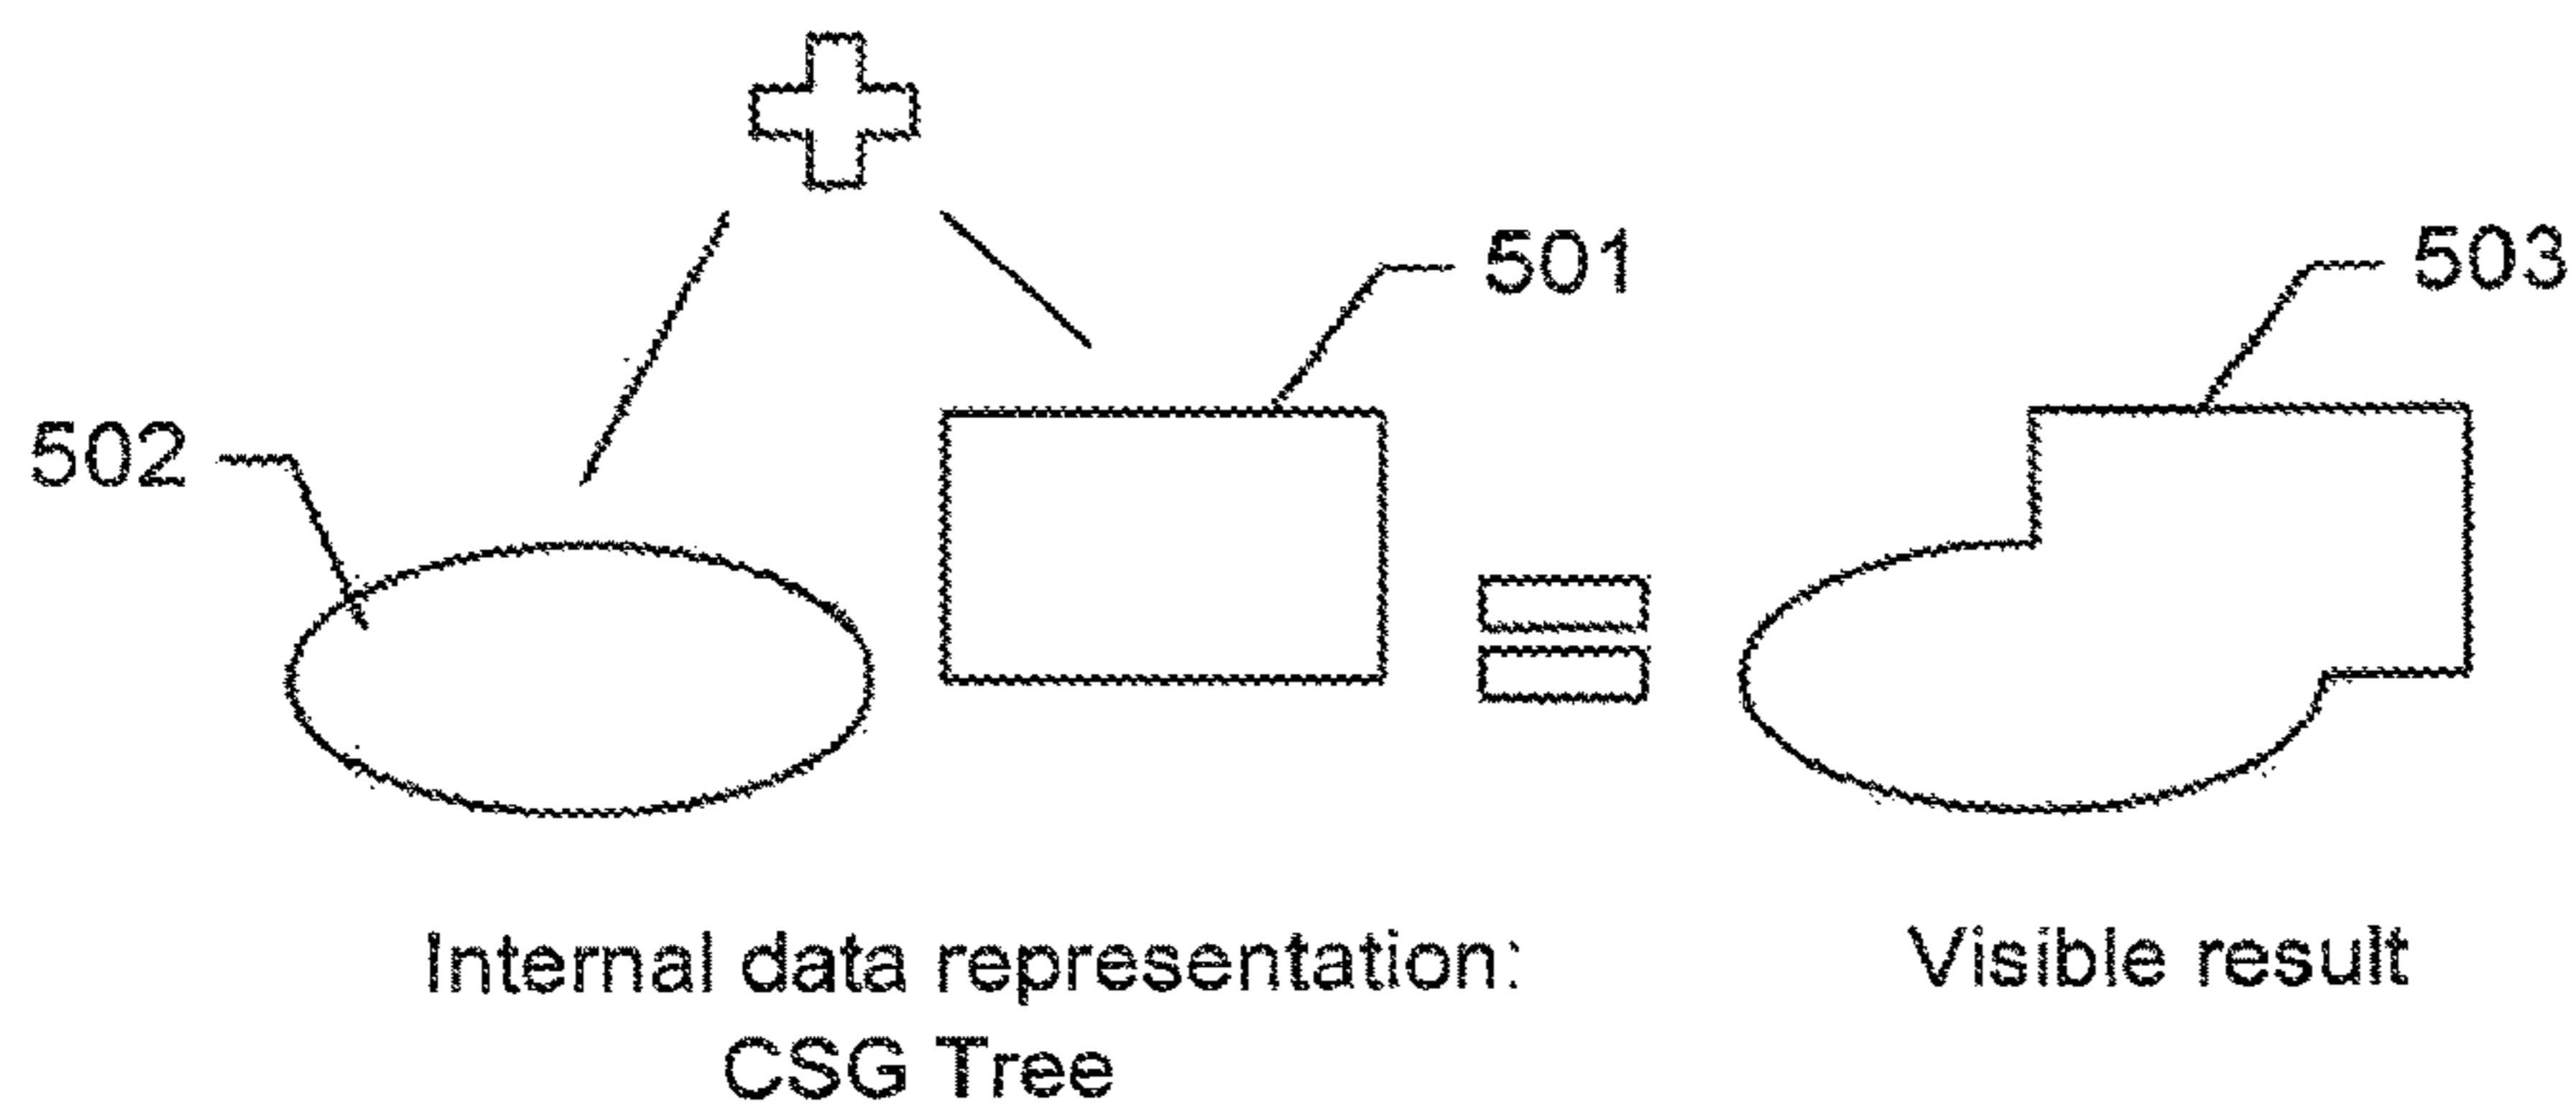 501
503
502
Internal data representation:
CSG Tree
Visible result